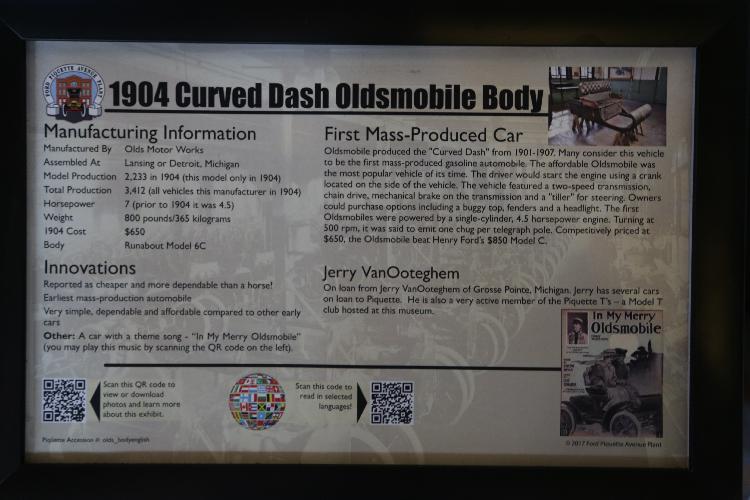 FORD PIQUETTE AVENUE PLANT
1904 Curved Dash Oldsmobile Body
Manufacturing Information
Manufactured By Olds Motor Works
Assembled At Lansing or Detroit, Michigan
Model Production 2,233 in 1904 (this model only in 1904)
Total Production 3,412 (all vehicles this manufacturer in 1904)
Horsepower 7 (prior to 1904 it was 4.5)
Weight 800 pounds/365 kilograms
1904 Cost $650
Body Runabout Model 6C
Innovations
Reported as cheaper and more dependable than a horse!
Earliest mass-production automobile
Very simple, dependable and affordable compared to other early
cars
Other: A car with a theme song - "In My Merry Oldsmobile"
(you may play this music by scanning the QR code on the left).
First Mass-Produced Car
Oldsmobile produced the "Curved Dash" from 1901-1907. Many consider this vehicle
to be the first mass-produced gasoline automobile. The affordable Oldsmobile was
the most popular vehicle of its time. The driver would start the engine using a crank
located on the side of the vehicle. The vehicle featured a two-speed transmission,
chain drive, mechanical brake on the transmission and a "tiller" for steering. Owners
could purchase options including a buggy top, fenders and a headlight. The first
Oldsmobiles were powered by a single-cylinder, 4.5 horsepower engine. Turning at
500 rpm, it was said to emit one chug per telegraph pole. Competitively priced at
$650, the Oldsmobile beat Henry Ford's $850 Model C.
Jerry VanOoteghem
On loan from Jerry VanOoteghem of Grosse Pointe, Michigan. Jerry has several cars
on loan to Piquette. He is also a very active member of the Piquette T's – a Model T
club hosted at this museum.
In My Merry
Oldsmobile
Scan this QR code to
view or download
photos and learn more
about this exhibit.
Scan this code to
read in selected
languages!
Piquette Accession #: olds_bodyenglish
© 2017 Ford Piquette Avenue Plant